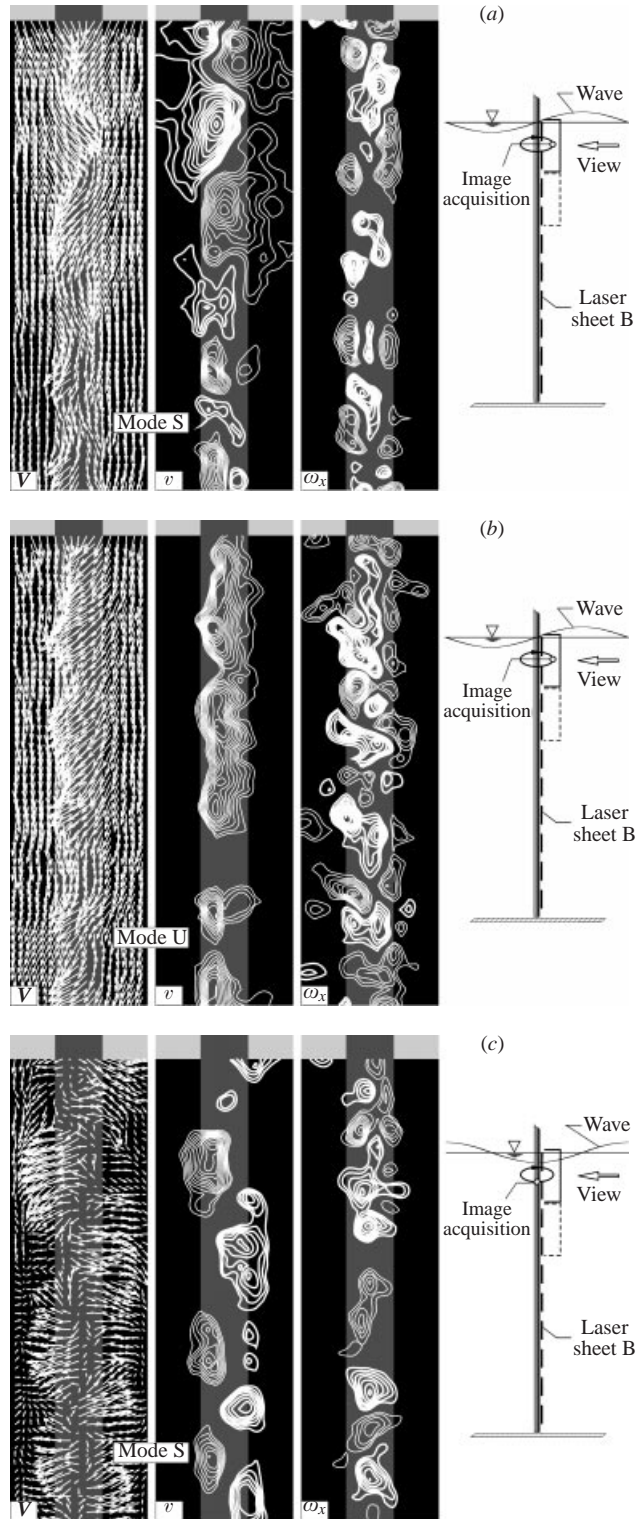 (a)
Wave
Image
acquisition
View
Laser
sheet B
Mode S
V
v
ωx
(b)
Wave
Image
acquisition
View
Laser
sheet B
Mode U
V
v
ωx
(c)
Wave
Image
acquisition
View
Laser
sheet B
Mode S
V
v
ωx